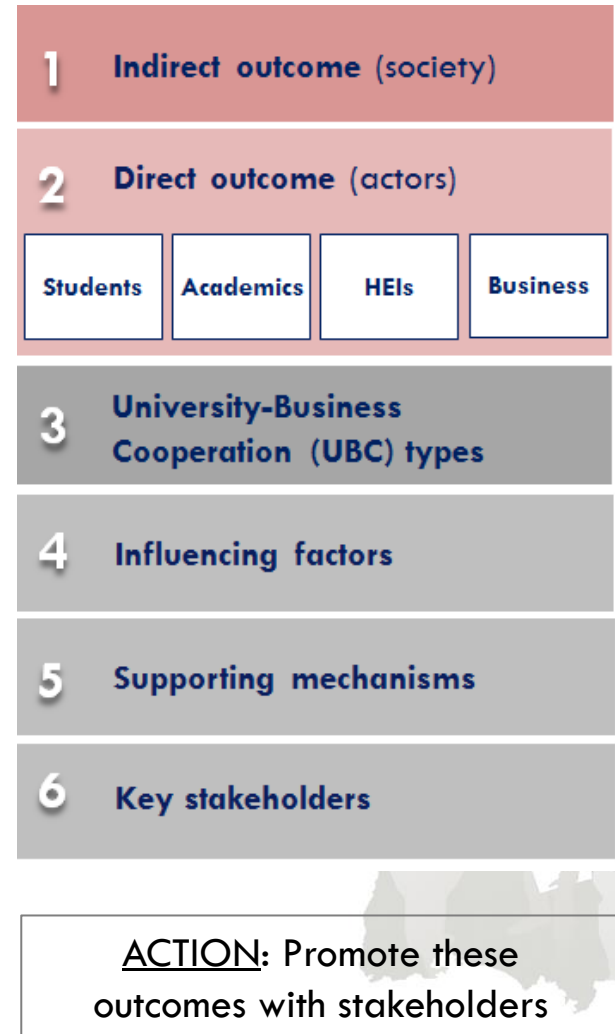 1 Indirect outcome (society)
2 Direct outcome (actors)
Students Academics HEIs Business
3 University-Business
Cooperation (UBC) types
4 Influencing factors
5 Supporting mechanisms
6 Key stakeholders
ACTION: Promote these
outcomes with stakeholders